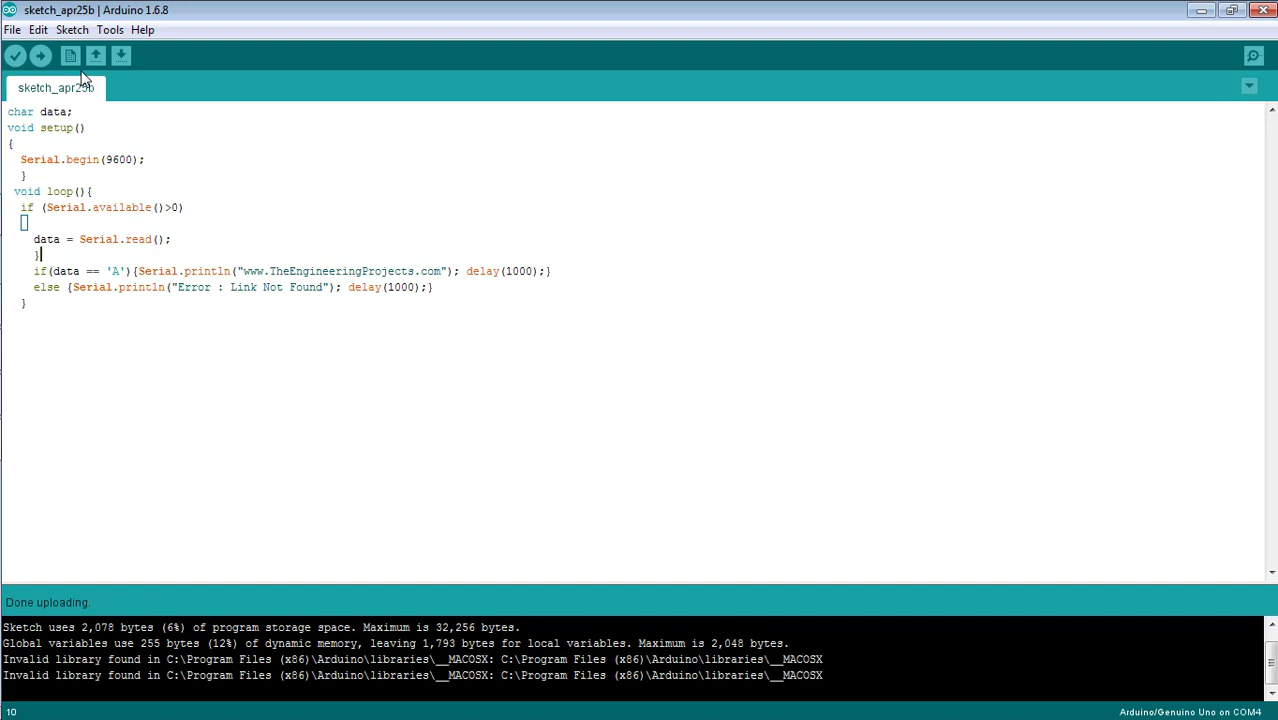 sketch_apr25b | Arduino 1.6.8
File Edit Sketch Tools Help
sketch_apr25b
char data;
void setup()
{
Serial.begin(9600);
}
void loop(){
if (Serial.available()>0)
{
data = Serial.read();
}
if(data == 'A'){Serial.println("www.TheEngineeringProjects.com"); delay(1000);}
else {Serial.println("Error : Link Not Found"); delay(1000);}
}
Done uploading.
Sketch uses 2,078 bytes (6%) of program storage space. Maximum is 32,256 bytes.
Global variables use 255 bytes (12%) of dynamic memory, leaving 1,793 bytes for local variables. Maximum is 2,048 bytes.
Invalid library found in C:\Program Files (x86)\Arduino\libraries\__MACOSX: C:\Program Files (x86)\Arduino\libraries\__MACOSX
Invalid library found in C:\Program Files (x86)\Arduino\libraries\__MACOSX: C:\Program Files (x86)\Arduino\libraries\__MACOSX
10 Arduino/Genuino Uno on COM4